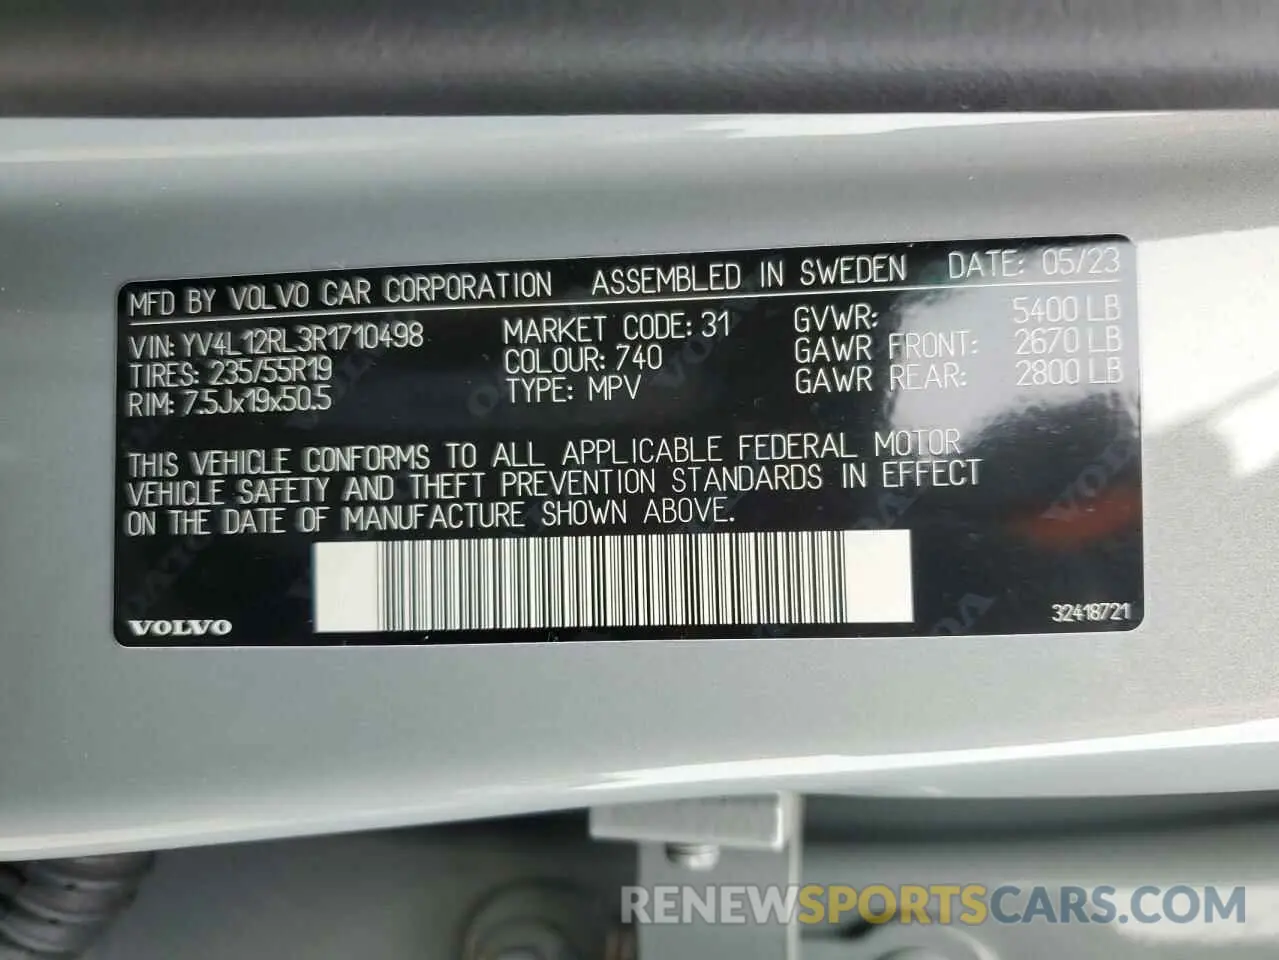 MFD BY VOLVO CAR CORPORATION ASSEMBLED IN SWEDEN DATE: 05/23
VIN: YV4L12RL3R1710498 MARKET CODE: 31 GVWR: 5400 LB
TIRES: 235/55R19 COLOUR: 740 GAWR FRONT: 2670 LB
RIM: 7.5Jx19x50.5 TYPE: MPV GAWR REAR: 2800 LB
THIS VEHICLE CONFORMS TO ALL APPLICABLE FEDERAL MOTOR
VEHICLE SAFETY AND THEFT PREVENTION STANDARDS IN EFFECT
ON THE DATE OF MANUFACTURE SHOWN ABOVE.
VOLVO 32418721
RENEWSPORTSCARS.COM